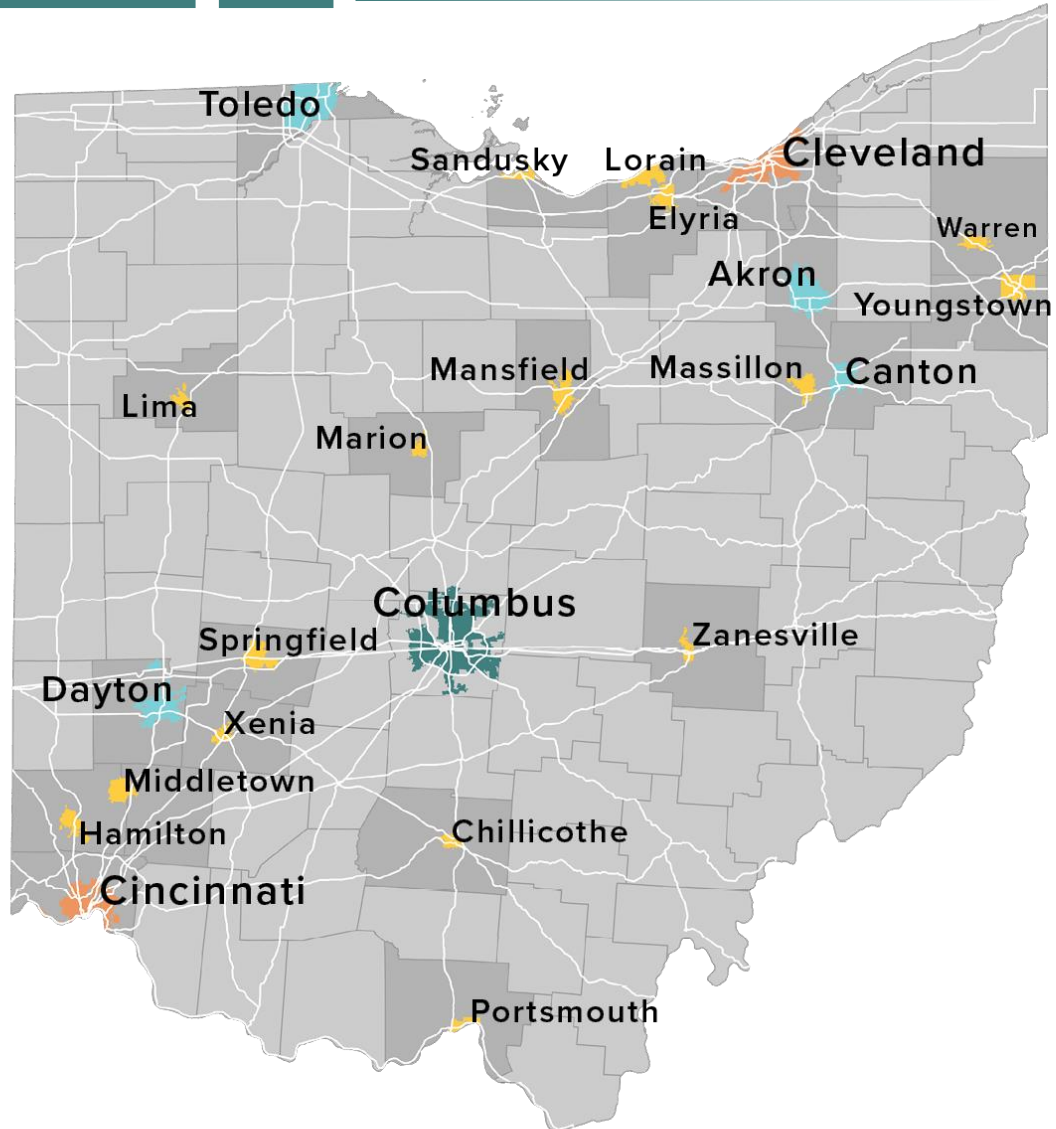 Toledo
Cleveland
Sandusky
Lorain
Elyria
Warren
Akron
Youngstown
Mansfield
Massillon
Canton
Lima
Marion
Columbus
Springfield
Zanesville
Dayton
Xenia
Middletown
Hamilton
Chillicothe
Cincinnati
Portsmouth